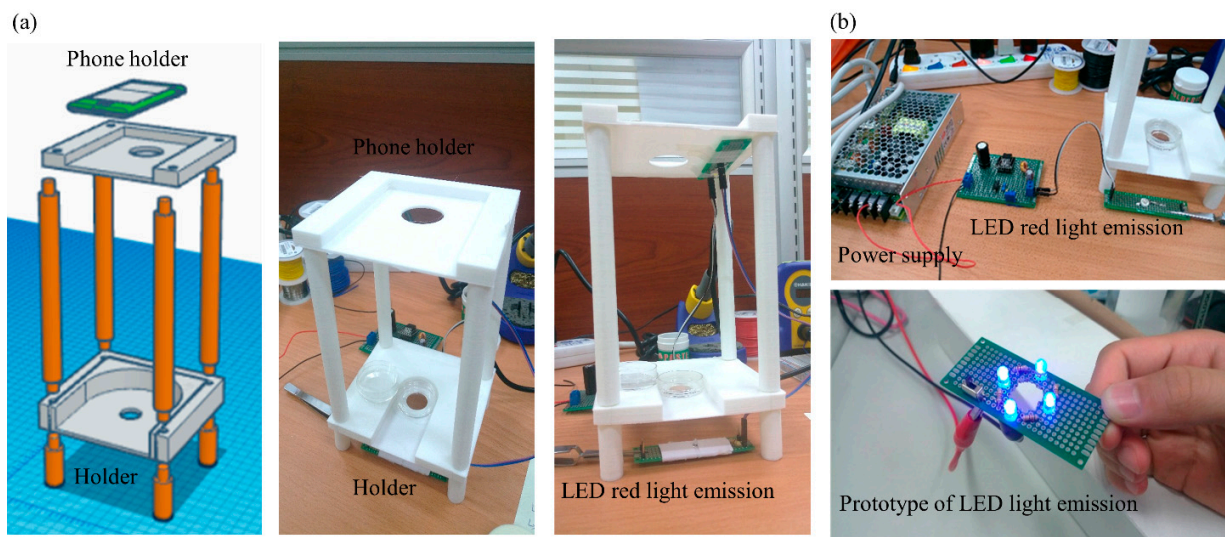 (a)
Phone holder
Holder
Phone holder
Holder
LED red light emission
(b)
LED red light emission
Power supply
Prototype of LED light emission